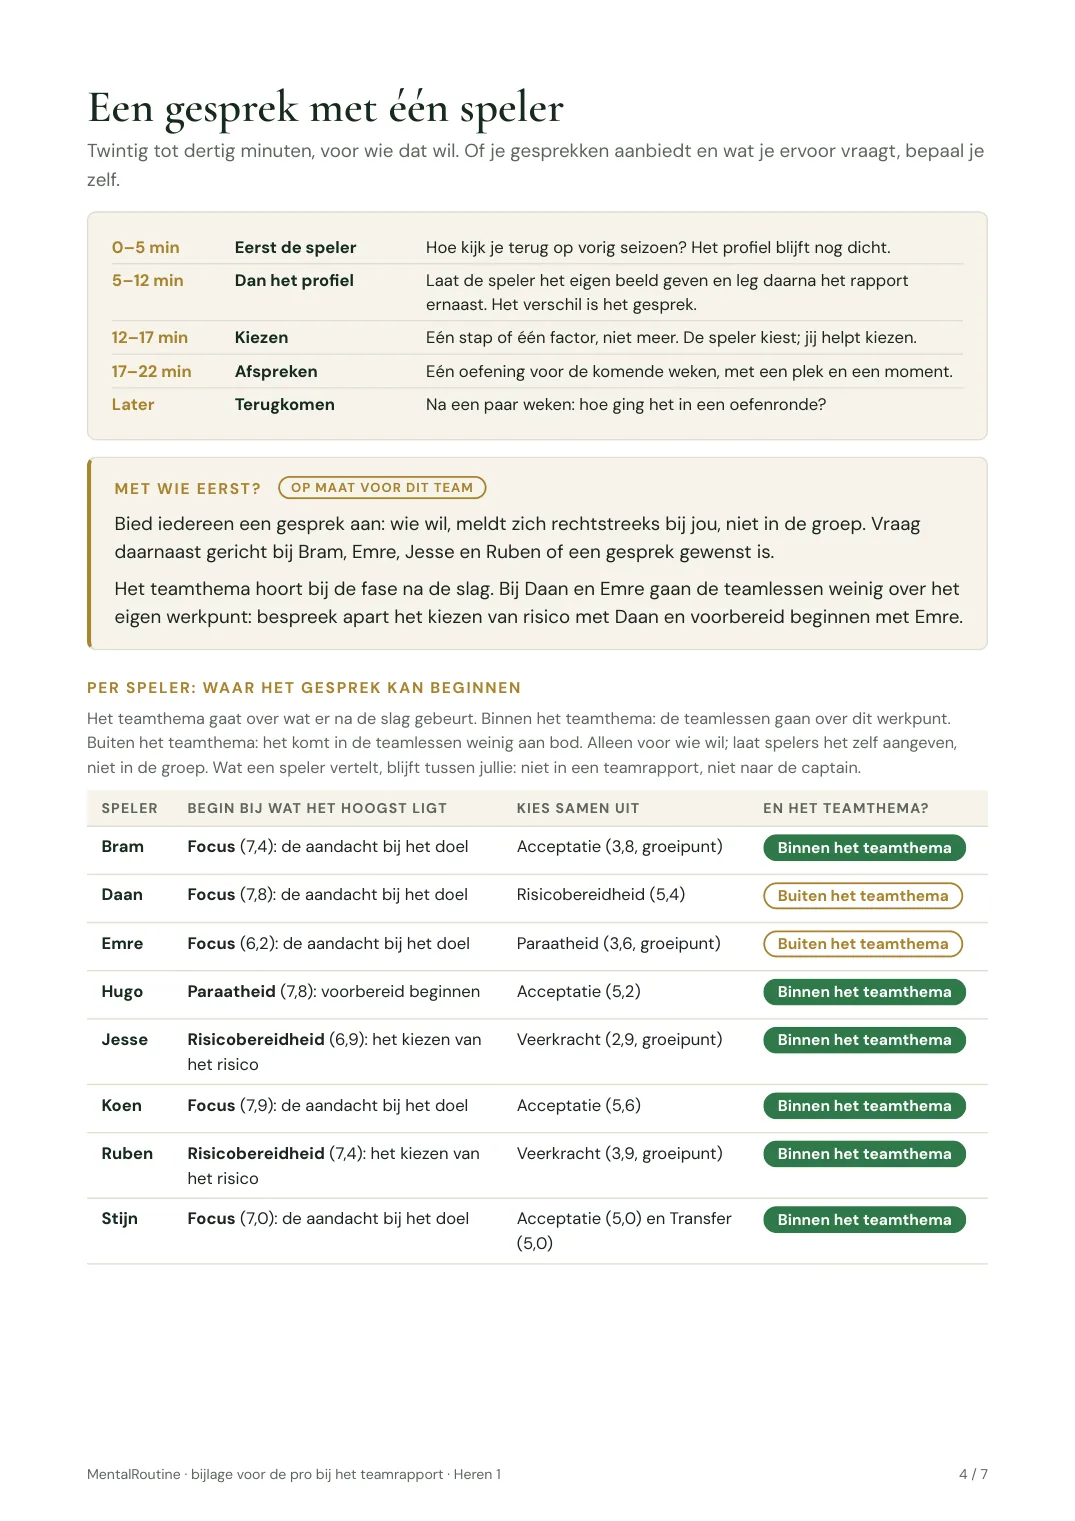 Een gesprek met één speler
Twintig tot dertig minuten, voor wie dat wil. Of je gesprekken aanbiedt en wat je ervoor vraagt, bepaal je
zelf.
0–5 min Eerst de speler Hoe kijk je terug op vorig seizoen? Het profiel blijft nog dicht.
5–12 min Dan het profiel Laat de speler het eigen beeld geven en leg daarna het rapport
ernaast. Het verschil is het gesprek.
12–17 min Kiezen Eén stap of één factor, niet meer. De speler kiest; jij helpt kiezen.
17–22 min Afspreken Eén oefening voor de komende weken, met een plek en een moment.
Later Terugkomen Na een paar weken: hoe ging het in een oefenronde?
MET WIE EERST? OP MAAT VOOR DIT TEAM
Bied iedereen een gesprek aan: wie wil, meldt zich rechtstreeks bij jou, niet in de groep. Vraag
daarnaast gericht bij Bram, Emre, Jesse en Ruben of een gesprek gewenst is.
Het teamthema hoort bij de fase na de slag. Bij Daan en Emre gaan de teamlessen weinig over het
eigen werkpunt: bespreek apart het kiezen van risico met Daan en voorbereid beginnen met Emre.
PER SPELER: WAAR HET GESPREK KAN BEGINNEN
Het teamthema gaat over wat er na de slag gebeurt. Binnen het teamthema: de teamlessen gaan over dit werkpunt.
Buiten het teamthema: het komt in de teamlessen weinig aan bod. Alleen voor wie wil; laat spelers het zelf aangeven,
niet in de groep. Wat een speler vertelt, blijft tussen jullie: niet in een teamrapport, niet naar de captain.
SPELER BEGIN BIJ WAT HET HOOGST LIGT KIES SAMEN UIT EN HET TEAMTHEMA?
Bram Focus (7,4): de aandacht bij het doel Acceptatie (3,8, groeipunt) Binnen het teamthema
Daan Focus (7,8): de aandacht bij het doel Risicobereidheid (5,4) Buiten het teamthema
Emre Focus (6,2): de aandacht bij het doel Paraatheid (3,6, groeipunt) Buiten het teamthema
Hugo Paraatheid (7,8): voorbereid beginnen Acceptatie (5,2) Binnen het teamthema
Jesse Risicobereidheid (6,9): het kiezen van Veerkracht (2,9, groeipunt) Binnen het teamthema
het risico
Koen Focus (7,9): de aandacht bij het doel Acceptatie (5,6) Binnen het teamthema
Ruben Risicobereidheid (7,4): het kiezen van Veerkracht (3,9, groeipunt) Binnen het teamthema
het risico
Stijn Focus (7,0): de aandacht bij het doel Acceptatie (5,0) en Transfer Binnen het teamthema
(5,0)
MentalRoutine · bijlage voor de pro bij het teamrapport · Heren 1 4 / 7